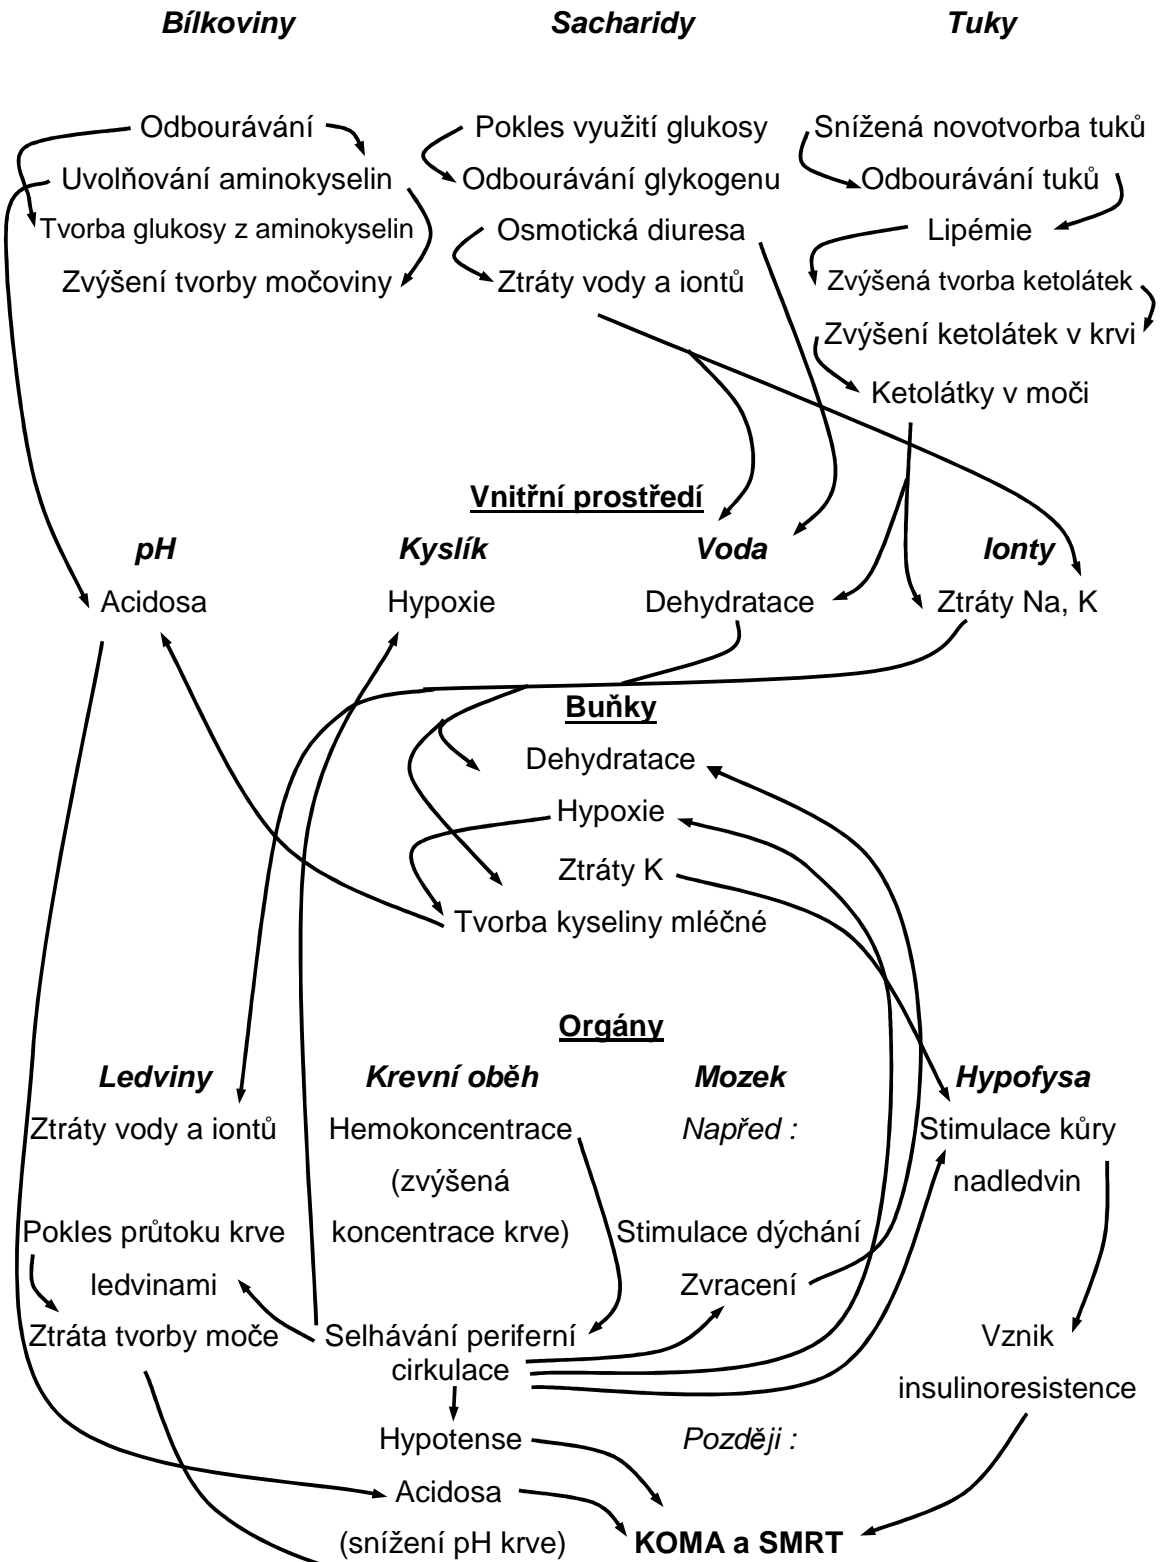 Bílkoviny Sacharidy Tuky
Odbourávání Pokles využití glukosy Snížená novotvorba tuků
Uvolňování aminokyselin Odbourávání glykogenu Odbourávání tuků
Tvorba glukosy z aminokyselin Osmotická diuresa Lipémie
Zvýšení tvorby močoviny Ztráty vody a iontů Zvýšená tvorba ketolátek
Zvýšení ketolátek v krvi
Ketolátky v moči
Vnitřní prostředí
pH Kyslík Voda Ionty
Acidosa Hypoxie Dehydratace Ztráty Na, K
Buňky
Dehydratace
Hypoxie
Ztráty K
Tvorba kyseliny mléčné
Orgány
Ledviny Krevní oběh Mozek Hypofysa
Ztráty vody a iontů Hemokoncentrace Napřed : Stimulace kůry
(zvýšená nadledvin
Pokles průtoku krve koncentrace krve) Stimulace dýchání
ledvinami Zvracení
Ztráta tvorby moče Selhávání periferní Vznik
cirkulace insulinoresistence
Hypotense Později :
Acidosa
(snížení pH krve) KOMA a SMRT